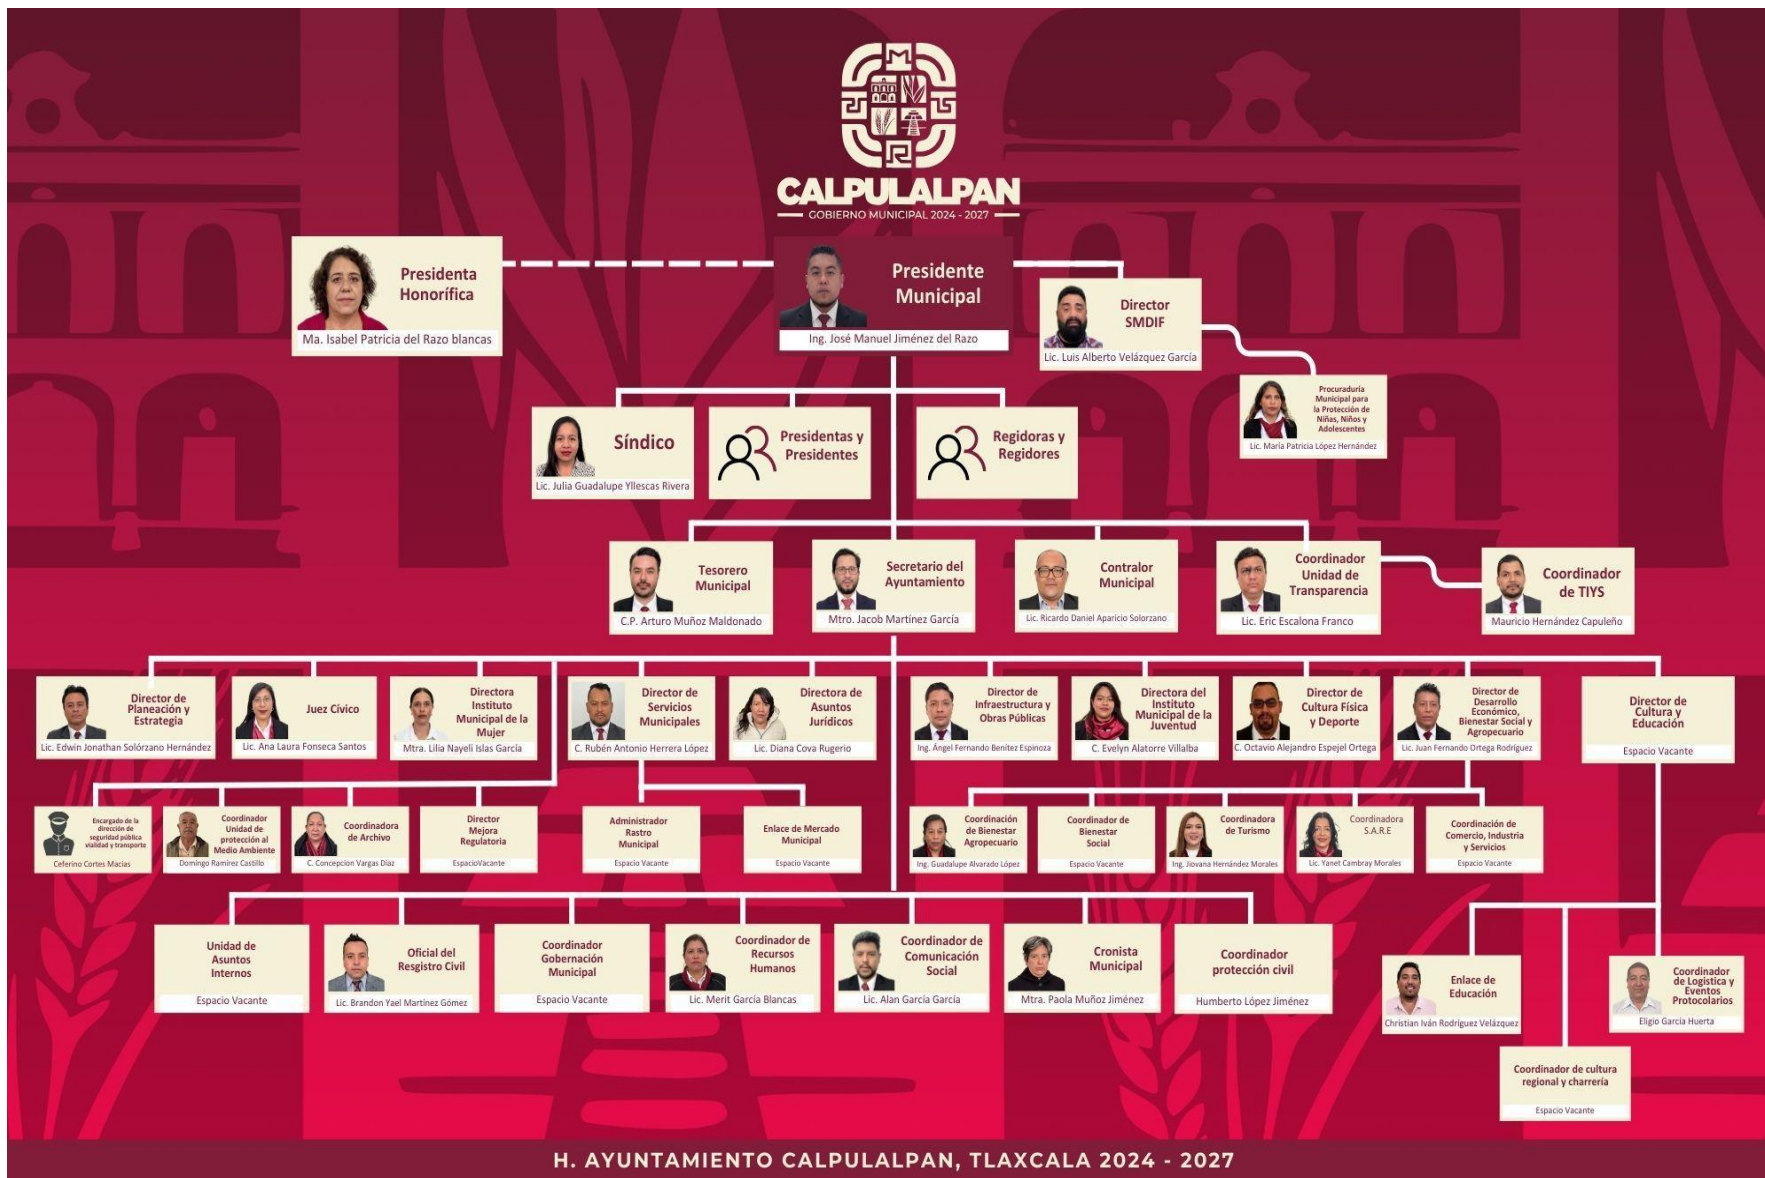 CALPULALPAN
GOBIERNO MUNICIPAL 2024 - 2027
Presidenta
Honorífica
Ma. Isabel Patricia del Razo blancas
Presidente
Municipal
Ing. José Manuel Jiménez del Razo
Director
SMDIF
Lic. Luis Alberto Velázquez García
Procuraduría
Municipal para
la Protección de
Niñas, Niños y
Adolescentes
Lic. María Patricia López Hernández
Síndico
Lic. Julia Guadalupe Yllescas Rivera
Presidentas y
Presidentes
Regidoras y
Regidores
Tesorero
Municipal
C.P. Arturo Muñoz Maldonado
Secretario del
Ayuntamiento
Mtro. Jacob Martínez García
Contralor
Municipal
Lic. Ricardo Daniel Aparicio Solorzano
Coordinador
Unidad de
Transparencia
Lic. Eric Escalona Franco
Coordinador
de TIYS
Mauricio Hernández Capuleño
Director de
Planeación y
Estrategia
Lic. Edwin Jonathan Solórzano Hernández
Juez Cívico
Lic. Ana Laura Fonseca Santos
Directora
Instituto
Municipal de la
Mujer
Mtra. Lilia Nayeli Islas García
Director de
Servicios
Municipales
C. Rubén Antonio Herrera López
Directora de
Asuntos
Jurídicos
Lic. Diana Cova Rugerio
Director de
Infraestructura y
Obras Públicas
Ing. Ángel Fernando Benítez Espinoza
Directora del
Instituto
Municipal de la
Juventud
C. Evelyn Alatorre Villalba
Director de
Cultura Física
y Deporte
C. Octavio Alejandro Espejel Ortega
Director de
Desarrollo
Económico,
Bienestar Social y
Agropecuario
Lic. Juan Fernando Ortega Rodríguez
Director de
Cultura y
Educación
Espacio Vacante
Encargado de la
dirección de
seguridad pública
vialidad y transporte
Ceferino Cortes Macias
Coordinador
Unidad de
protección al
Medio Ambiente
Domingo Ramírez Castillo
Coordinadora
de Archivo
C. Concepcion Vargas Díaz
Director
Mejora
Regulatoria
EspacioVacante
Administrador
Rastro
Municipal
Espacio Vacante
Enlace de Mercado
Municipal
Espacio Vacante
Coordinación
de Bienestar
Agropecuario
Ing. Guadalupe Alvarado López
Coordinador de
Bienestar
Social
Espacio Vacante
Coordinadora
de Turismo
Ing. Jiovana Hernández Morales
Coordinadora
S.A.R.E
Lic. Yanet Cambray Morales
Coordinación de
Comercio, Industria
y Servicios
Espacio Vacante
Unidad de
Asuntos
Internos
Espacio Vacante
Oficial del
Resgistro Civil
Lic. Brandon Yael Martínez Gómez
Coordinador
Gobernación
Municipal
Espacio Vacante
Coordinador de
Recursos
Humanos
Lic. Merit García Blancas
Coordinador de
Comunicación
Social
Lic. Alan García García
Cronista
Municipal
Mtra. Paola Muñoz Jiménez
Coordinador
protección civil
Humberto López Jiménez
Enlace de
Educación
Christian Iván Rodríguez Velázquez
Coordinador
de Logística y
Eventos
Protocolarios
Eligio García Huerta
Coordinador de cultura
regional y charrería
Espacio Vacante
H. AYUNTAMIENTO CALPULALPAN, TLAXCALA 2024 - 2027